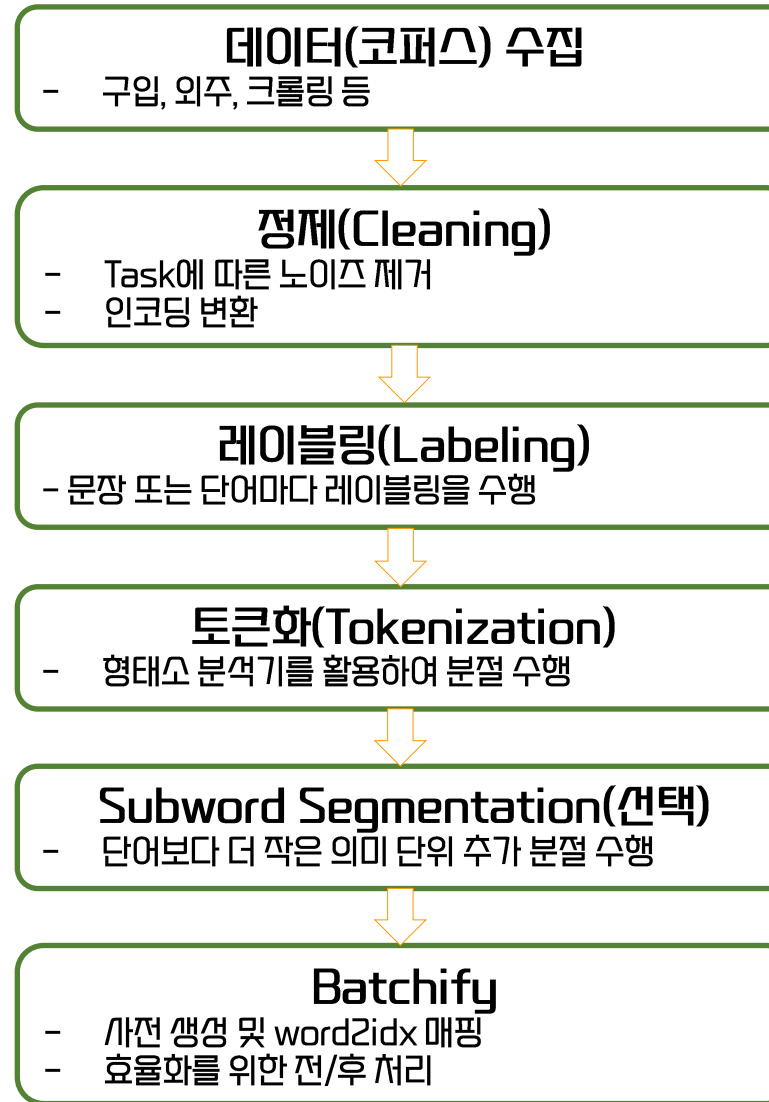 데이터(코퍼스) 수집
- 구입, 외주, 크롤링 등
정제(Cleaning)
- Task에 따른 노이즈 제거
- 인코딩 변환
레이블링(Labeling)
- 문장 또는 단어마다 레이블링을 수행
토큰화(Tokenization)
- 형태소 분석기를 활용하여 분절 수행
Subword Segmentation(선택)
- 단어보다 더 작은 의미 단위 추가 분절 수행
Batchify
- 사전 생성 및 word2idx 매핑
- 효율화를 위한 전/후 처리